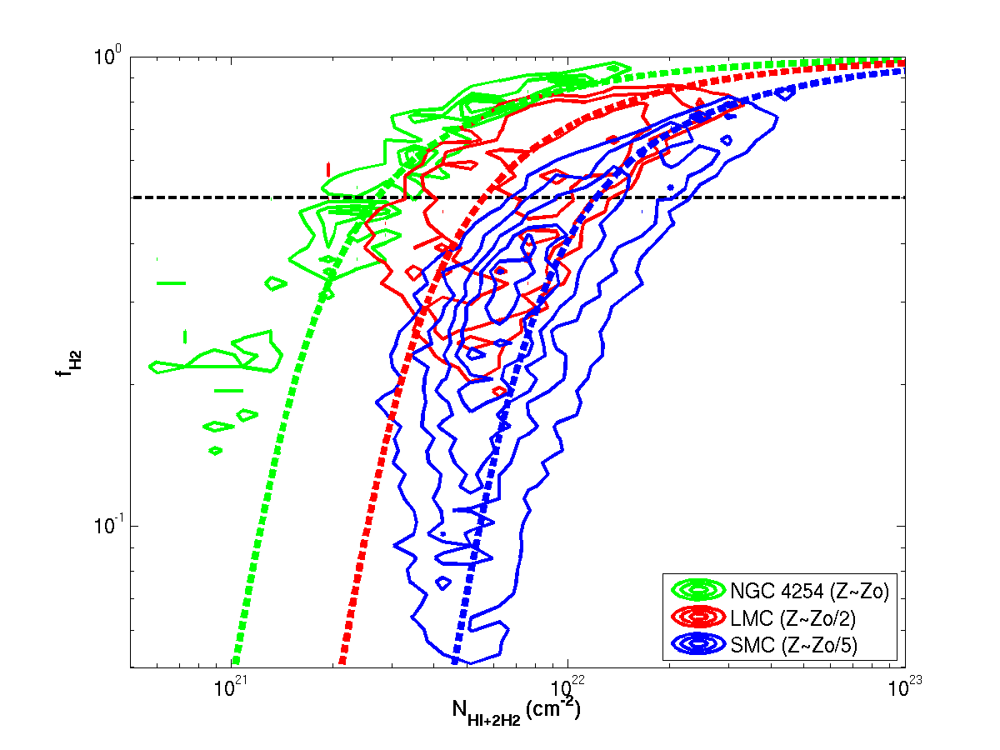 10^0
10^-1
f_H2
10^21
10^22
10^23
N_HI+2H2 (cm^-2)
NGC 4254 (Z~Zo)
LMC (Z~Zo/2)
SMC (Z~Zo/5)